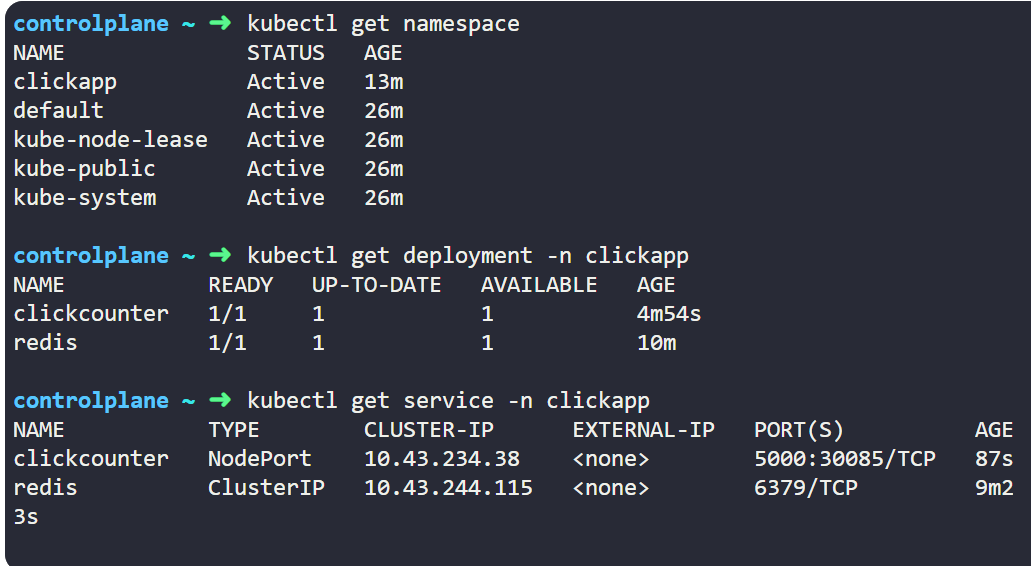 controlplane ~ ➜ kubectl get namespace
NAME              STATUS   AGE
clickapp          Active   13m
default           Active   26m
kube-node-lease   Active   26m
kube-public       Active   26m
kube-system       Active   26m
controlplane ~ ➜ kubectl get deployment -n clickapp
NAME           READY   UP-TO-DATE   AVAILABLE   AGE
clickcounter   1/1     1            1           4m54s
redis          1/1     1            1           10m
controlplane ~ ➜ kubectl get service -n clickapp
NAME           TYPE        CLUSTER-IP      EXTERNAL-IP   PORT(S)          AGE
clickcounter   NodePort    10.43.234.38    <none>        5000:30085/TCP   87s
redis          ClusterIP   10.43.244.115   <none>        6379/TCP         9m2
3s